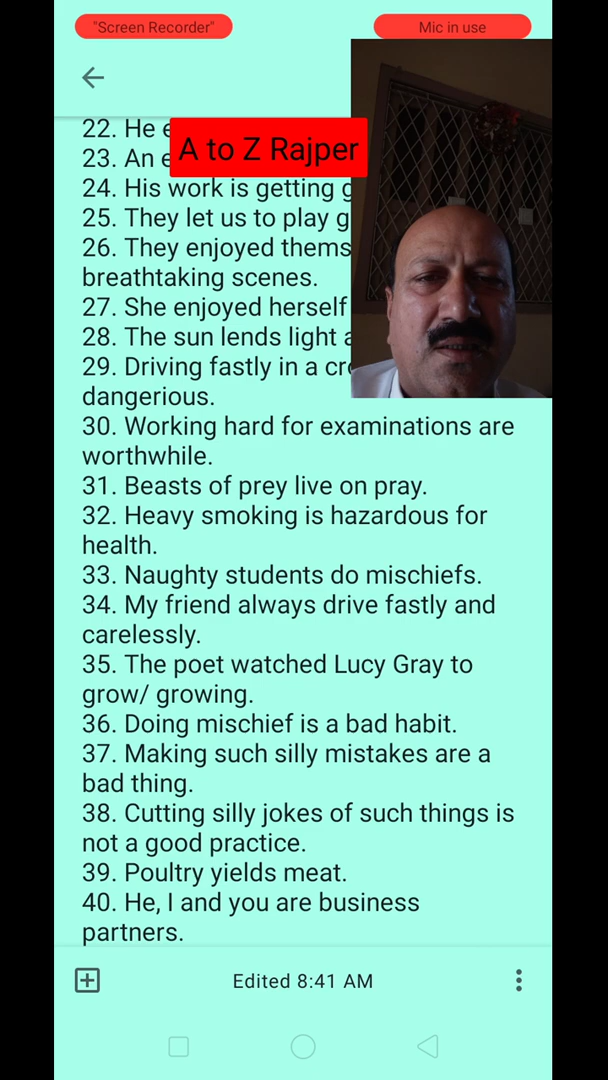 "Screen Recorder"
Mic in use
22. He
A to Z Rajper
23. An
24. His work is getting
25. They let us to play
26. They enjoyed
breathtaking scenes.
27. She enjoyed herself
28. The sun lends light
29. Driving fastly in a
dangerious.
30. Working hard for examinations are
worthwhile.
31. Beasts of prey live on pray.
32. Heavy smoking is hazardous for
health.
33. Naughty students do mischiefs.
34. My friend always drive fastly and
carelessly.
35. The poet watched Lucy Gray to
grow/ growing.
36. Doing mischief is a bad habit.
37. Making such silly mistakes are a
bad thing.
38. Cutting silly jokes of such things is
not a good practice.
39. Poultry yields meat.
40. He, I and you are business
partners.
Edited 8:41 AM